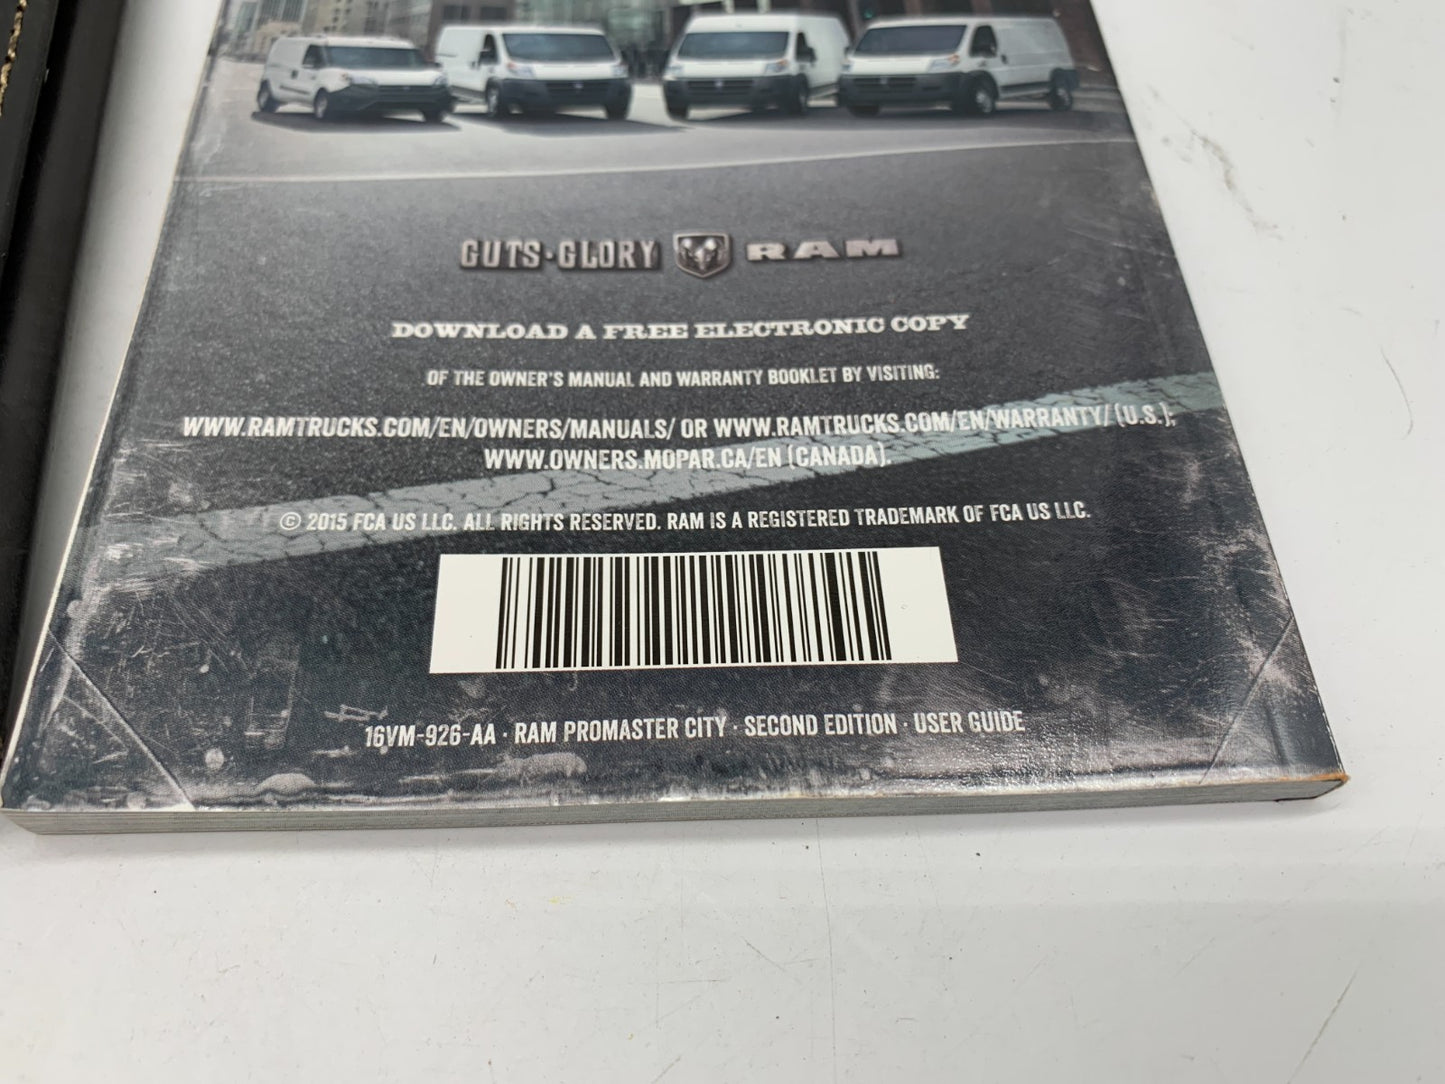 GUTS·GLORY RAM
DOWNLOAD A FREE ELECTRONIC COPY
OF THE OWNER'S MANUAL AND WARRANTY BOOKLET BY VISITING:
WWW.RAMTRUCKS.COM/EN/OWNERS/MANUALS/ OR WWW.RAMTRUCKS.COM/EN/WARRANTY/ (U.S.);
WWW.OWNERS.MOPAR.CA/EN (CANADA).
© 2015 FCA US LLC. ALL RIGHTS RESERVED. RAM IS A REGISTERED TRADEMARK OF FCA US LLC.
16VM-926-AA · RAM PROMASTER CITY · SECOND EDITION · USER GUIDE